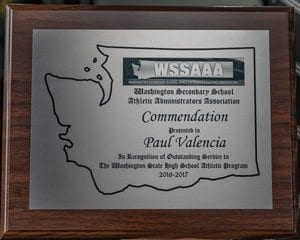 WSSAAA
Washington Secondary School
Athletic Administrators Association
Commendation
Presented to
Paul Valencia
In Recognition of Outstanding Service to
The Washington State High School Athletic Program
2016-2017